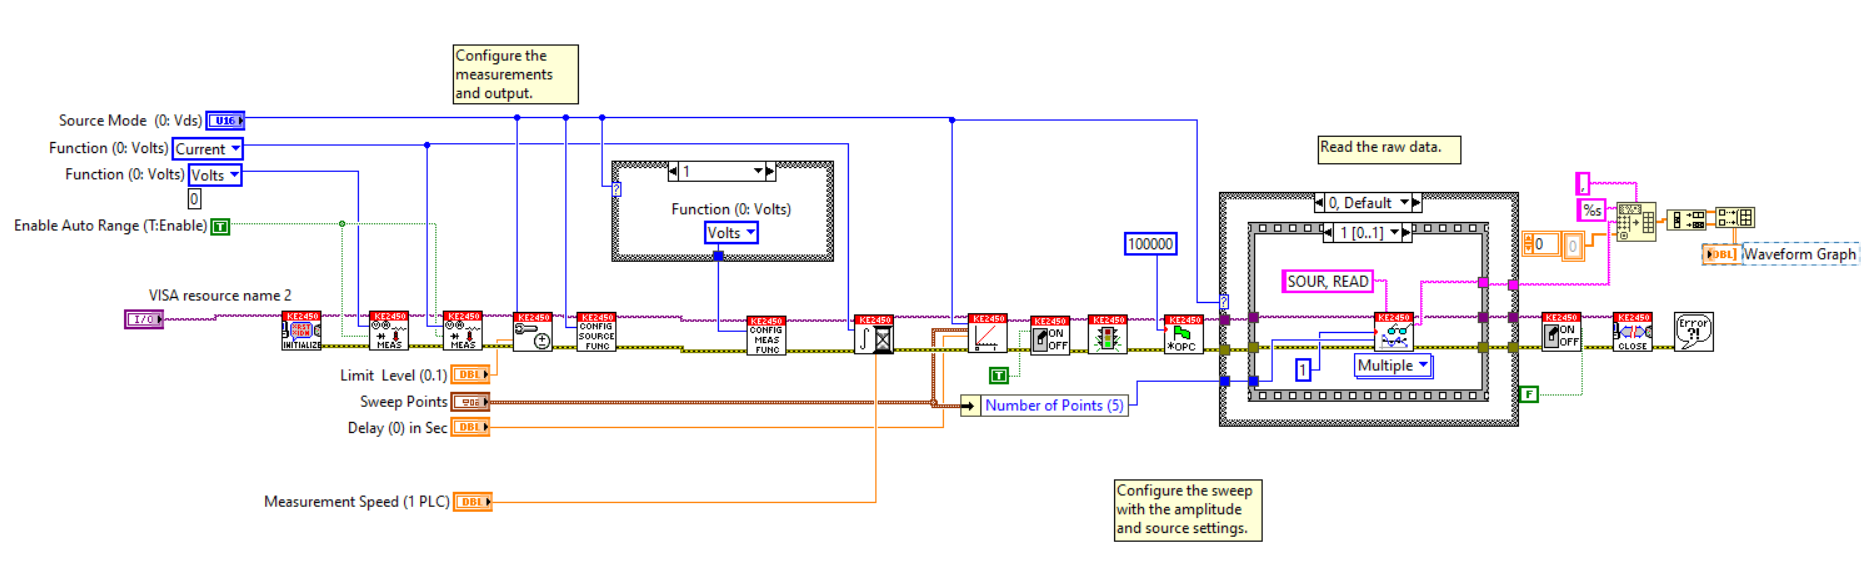 Configure the
measurements
and output.
Source Mode (0: Vds)
U16
Function (0: Volts)
Current
Function (0: Volts)
Volts
0
Enable Auto Range (T:Enable)
T
1
Function (0: Volts)
Volts
Read the raw data.
0, Default
1 [0..1]
,
%s
0
0
DBL]
Waveform Graph
100000
SOUR, READ
VISA resource name 2
I/O
KE2450
INITIALIZE
KE2450
MEAS
KE2450
MEAS
KE2450
KE2450
CONFIG
SOURCE
FUNC
KE2450
CONFIG
MEAS
FUNC
KE2450
KE2450
KE2450
ON
OFF
KE2450
KE2450
*OPC
KE2450
1
Multiple
KE2450
ON
OFF
KE2450
CLOSE
Error
?!
T
F
Limit Level (0.1)
DBL
Sweep Points
Number of Points (5)
Delay (0) in Sec
DBL
Measurement Speed (1 PLC)
DBL
Configure the sweep
with the amplitude
and source settings.